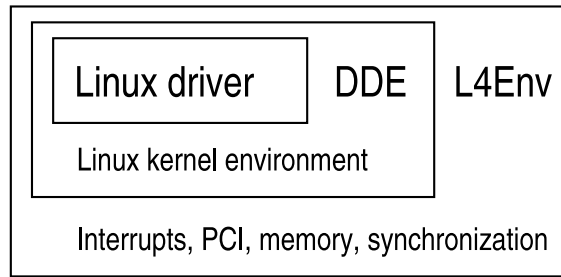 Linux driver DDE L4Env
Linux kernel environment
Interrupts, PCI, memory, synchronization